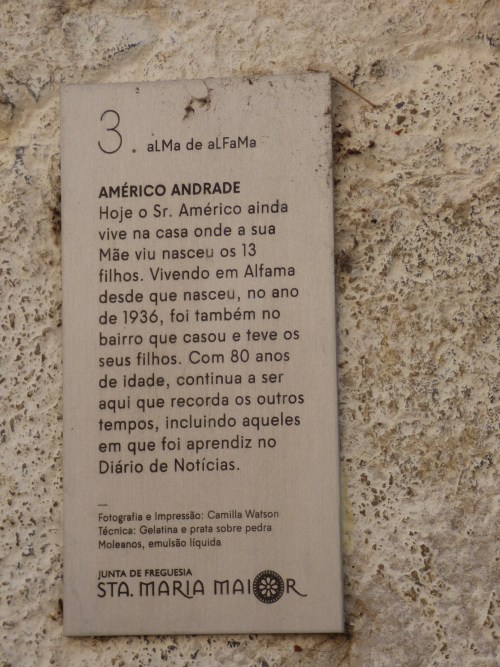 3. aLMa de aLFaMa
AMÉRICO ANDRADE
Hoje o Sr. Américo ainda
vive na casa onde a sua
Mãe viu nasceu os 13
filhos. Vivendo em Alfama
desde que nasceu, no ano
de 1936, foi também no
bairro que casou e teve os
seus filhos. Com 80 anos
de idade, continua a ser
aqui que recorda os outros
tempos, incluindo aqueles
em que foi aprendiz no
Diário de Notícias.
—
Fotografia e Impressão: Camilla Watson
Técnica: Gelatina e prata sobre pedra
Moleanos, emulsão líquida
JUNTA DE FREGUESIA
STA. MARIA MAIOR